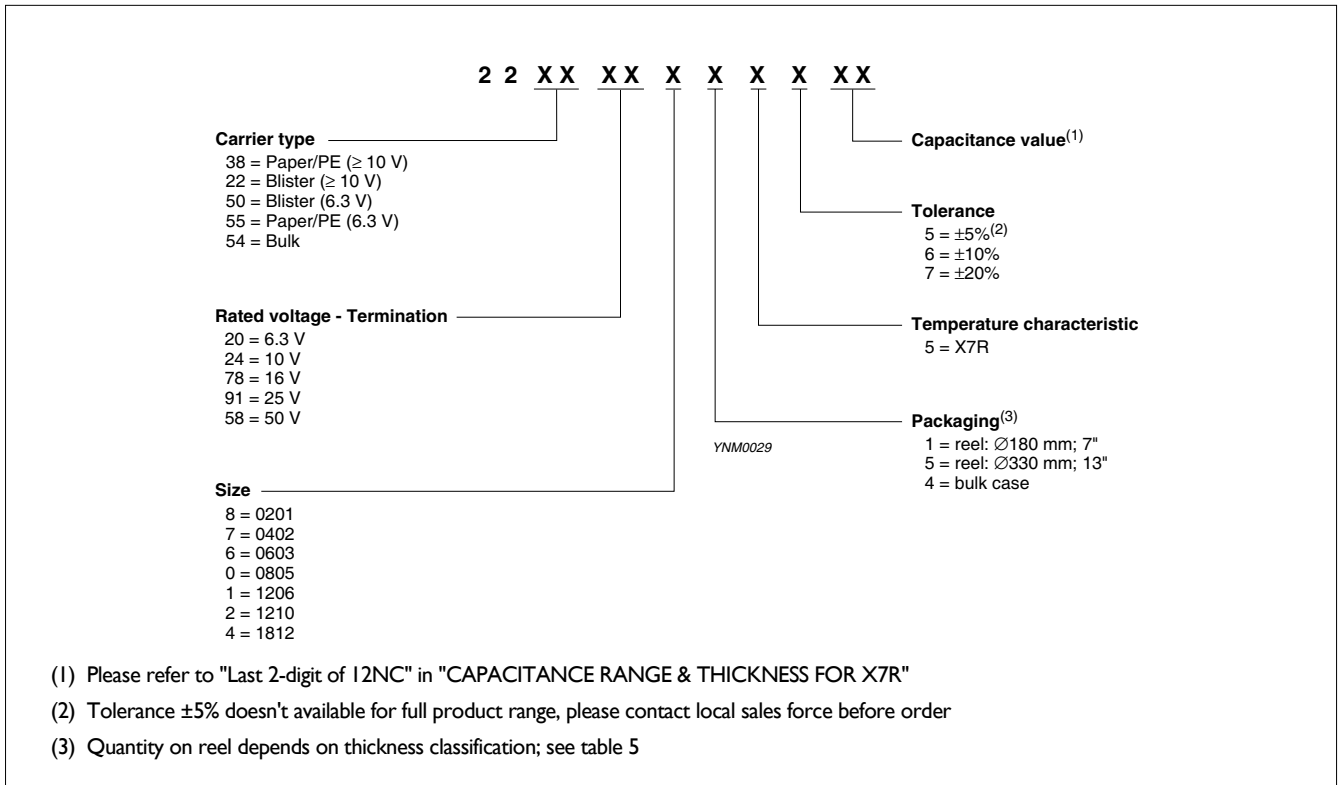 2 2 X X X X X X X X X X
Carrier type
38 = Paper/PE (≥ 10 V)
22 = Blister (≥ 10 V)
50 = Blister (6.3 V)
55 = Paper/PE (6.3 V)
54 = Bulk
Rated voltage - Termination
20 = 6.3 V
24 = 10 V
78 = 16 V
91 = 25 V
58 = 50 V
Size
8 = 0201
7 = 0402
6 = 0603
0 = 0805
1 = 1206
2 = 1210
4 = 1812
Capacitance value(1)
Tolerance
5 = ±5%(2)
6 = ±10%
7 = ±20%
Temperature characteristic
5 = X7R
Packaging(3)
1 = reel: ∅180 mm; 7"
5 = reel: ∅330 mm; 13"
4 = bulk case
YNM0029
(1) Please refer to "Last 2-digit of 12NC" in "CAPACITANCE RANGE & THICKNESS FOR X7R"
(2) Tolerance ±5% doesn't available for full product range, please contact local sales force before order
(3) Quantity on reel depends on thickness classification; see table 5